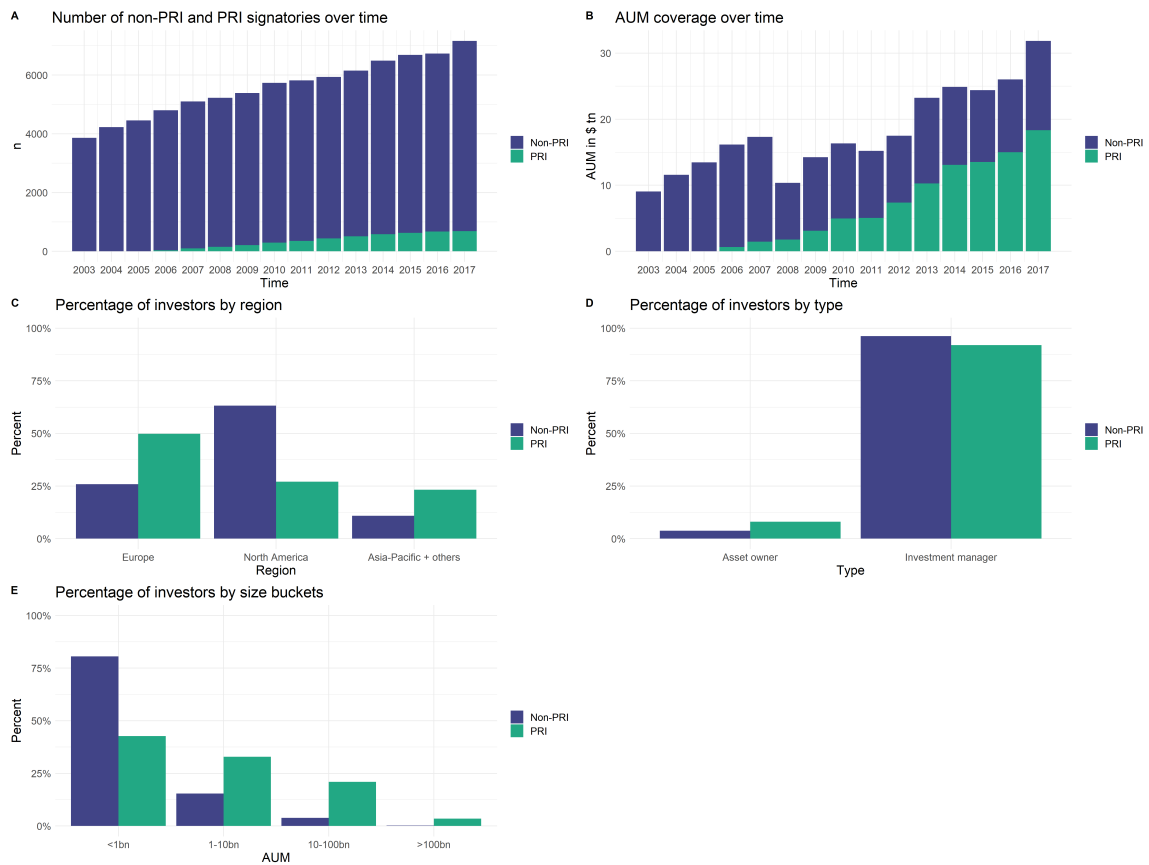 A Number of non-PRI and PRI signatories over time
n
6000
4000
2000
0
2003 2004 2005 2006 2007 2008 2009 2010 2011 2012 2013 2014 2015 2016 2017
Time
Non-PRI
PRI
B AUM coverage over time
AUM in $ tn
30
20
10
0
2003 2004 2005 2006 2007 2008 2009 2010 2011 2012 2013 2014 2015 2016 2017
Time
Non-PRI
PRI
C Percentage of investors by region
Percent
100%
75%
50%
25%
0%
Europe North America Asia-Pacific + others
Region
Non-PRI
PRI
D Percentage of investors by type
Percent
100%
75%
50%
25%
0%
Asset owner Investment manager
Type
Non-PRI
PRI
E Percentage of investors by size buckets
Percent
100%
75%
50%
25%
0%
<1bn 1-10bn 10-100bn >100bn
AUM
Non-PRI
PRI